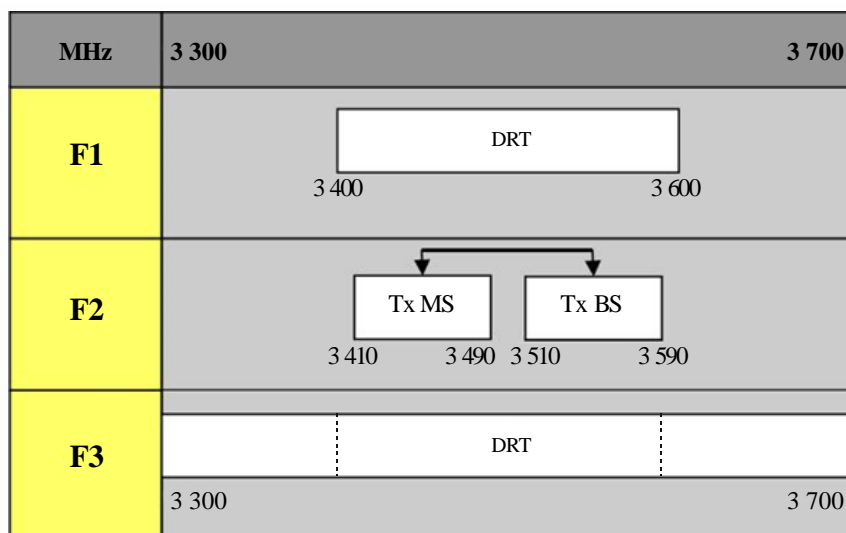 MHz 3 300 3 700
F1 DRT
3 400 3 600
F2 Tx MS Tx BS
3 410 3 490 3 510 3 590
F3 DRT
3 300 3 700